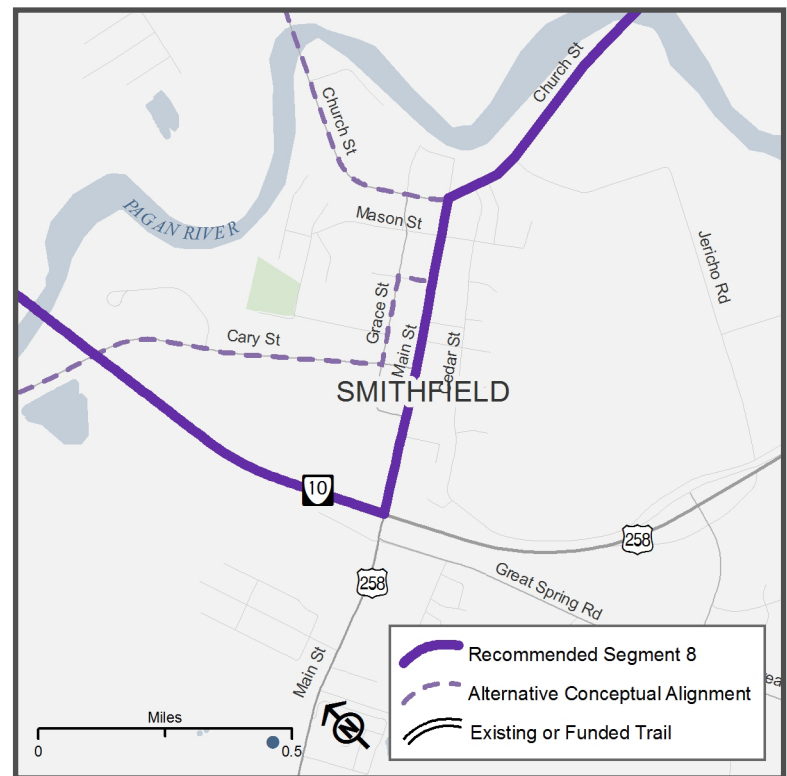 Church St
Church St
PAGAN RIVER
Mason St
Jericho Rd
Grace St
Main St
Cedar St
Cary St
SMITHFIELD
10
258
258
Great Spring Rd
Main St
Recommended Segment 8
Alternative Conceptual Alignment
Existing or Funded Trail
Miles
0
0.5
N